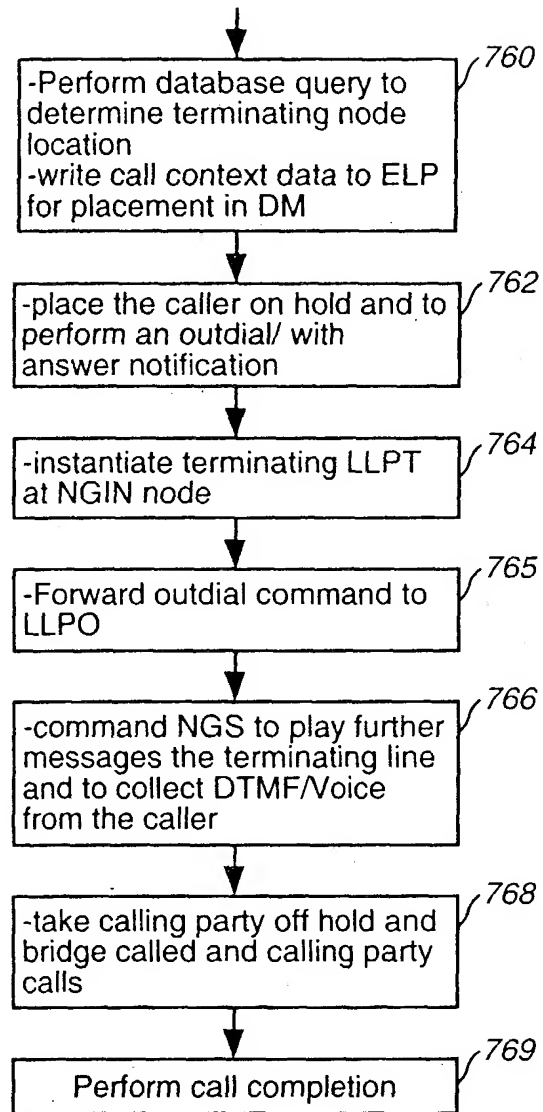 760
-Perform database query to
determine terminating node
location
-write call context data to ELP
for placement in DM
762
-place the caller on hold and to
perform an outdial/ with
answer notification
764
-instantiate terminating LLPT
at NGIN node
765
-Forward outdial command to
LLPO
766
-command NGS to play further
messages the terminating line
and to collect DTMF/Voice
from the caller
768
-take calling party off hold and
bridge called and calling party
calls
769
Perform call completion